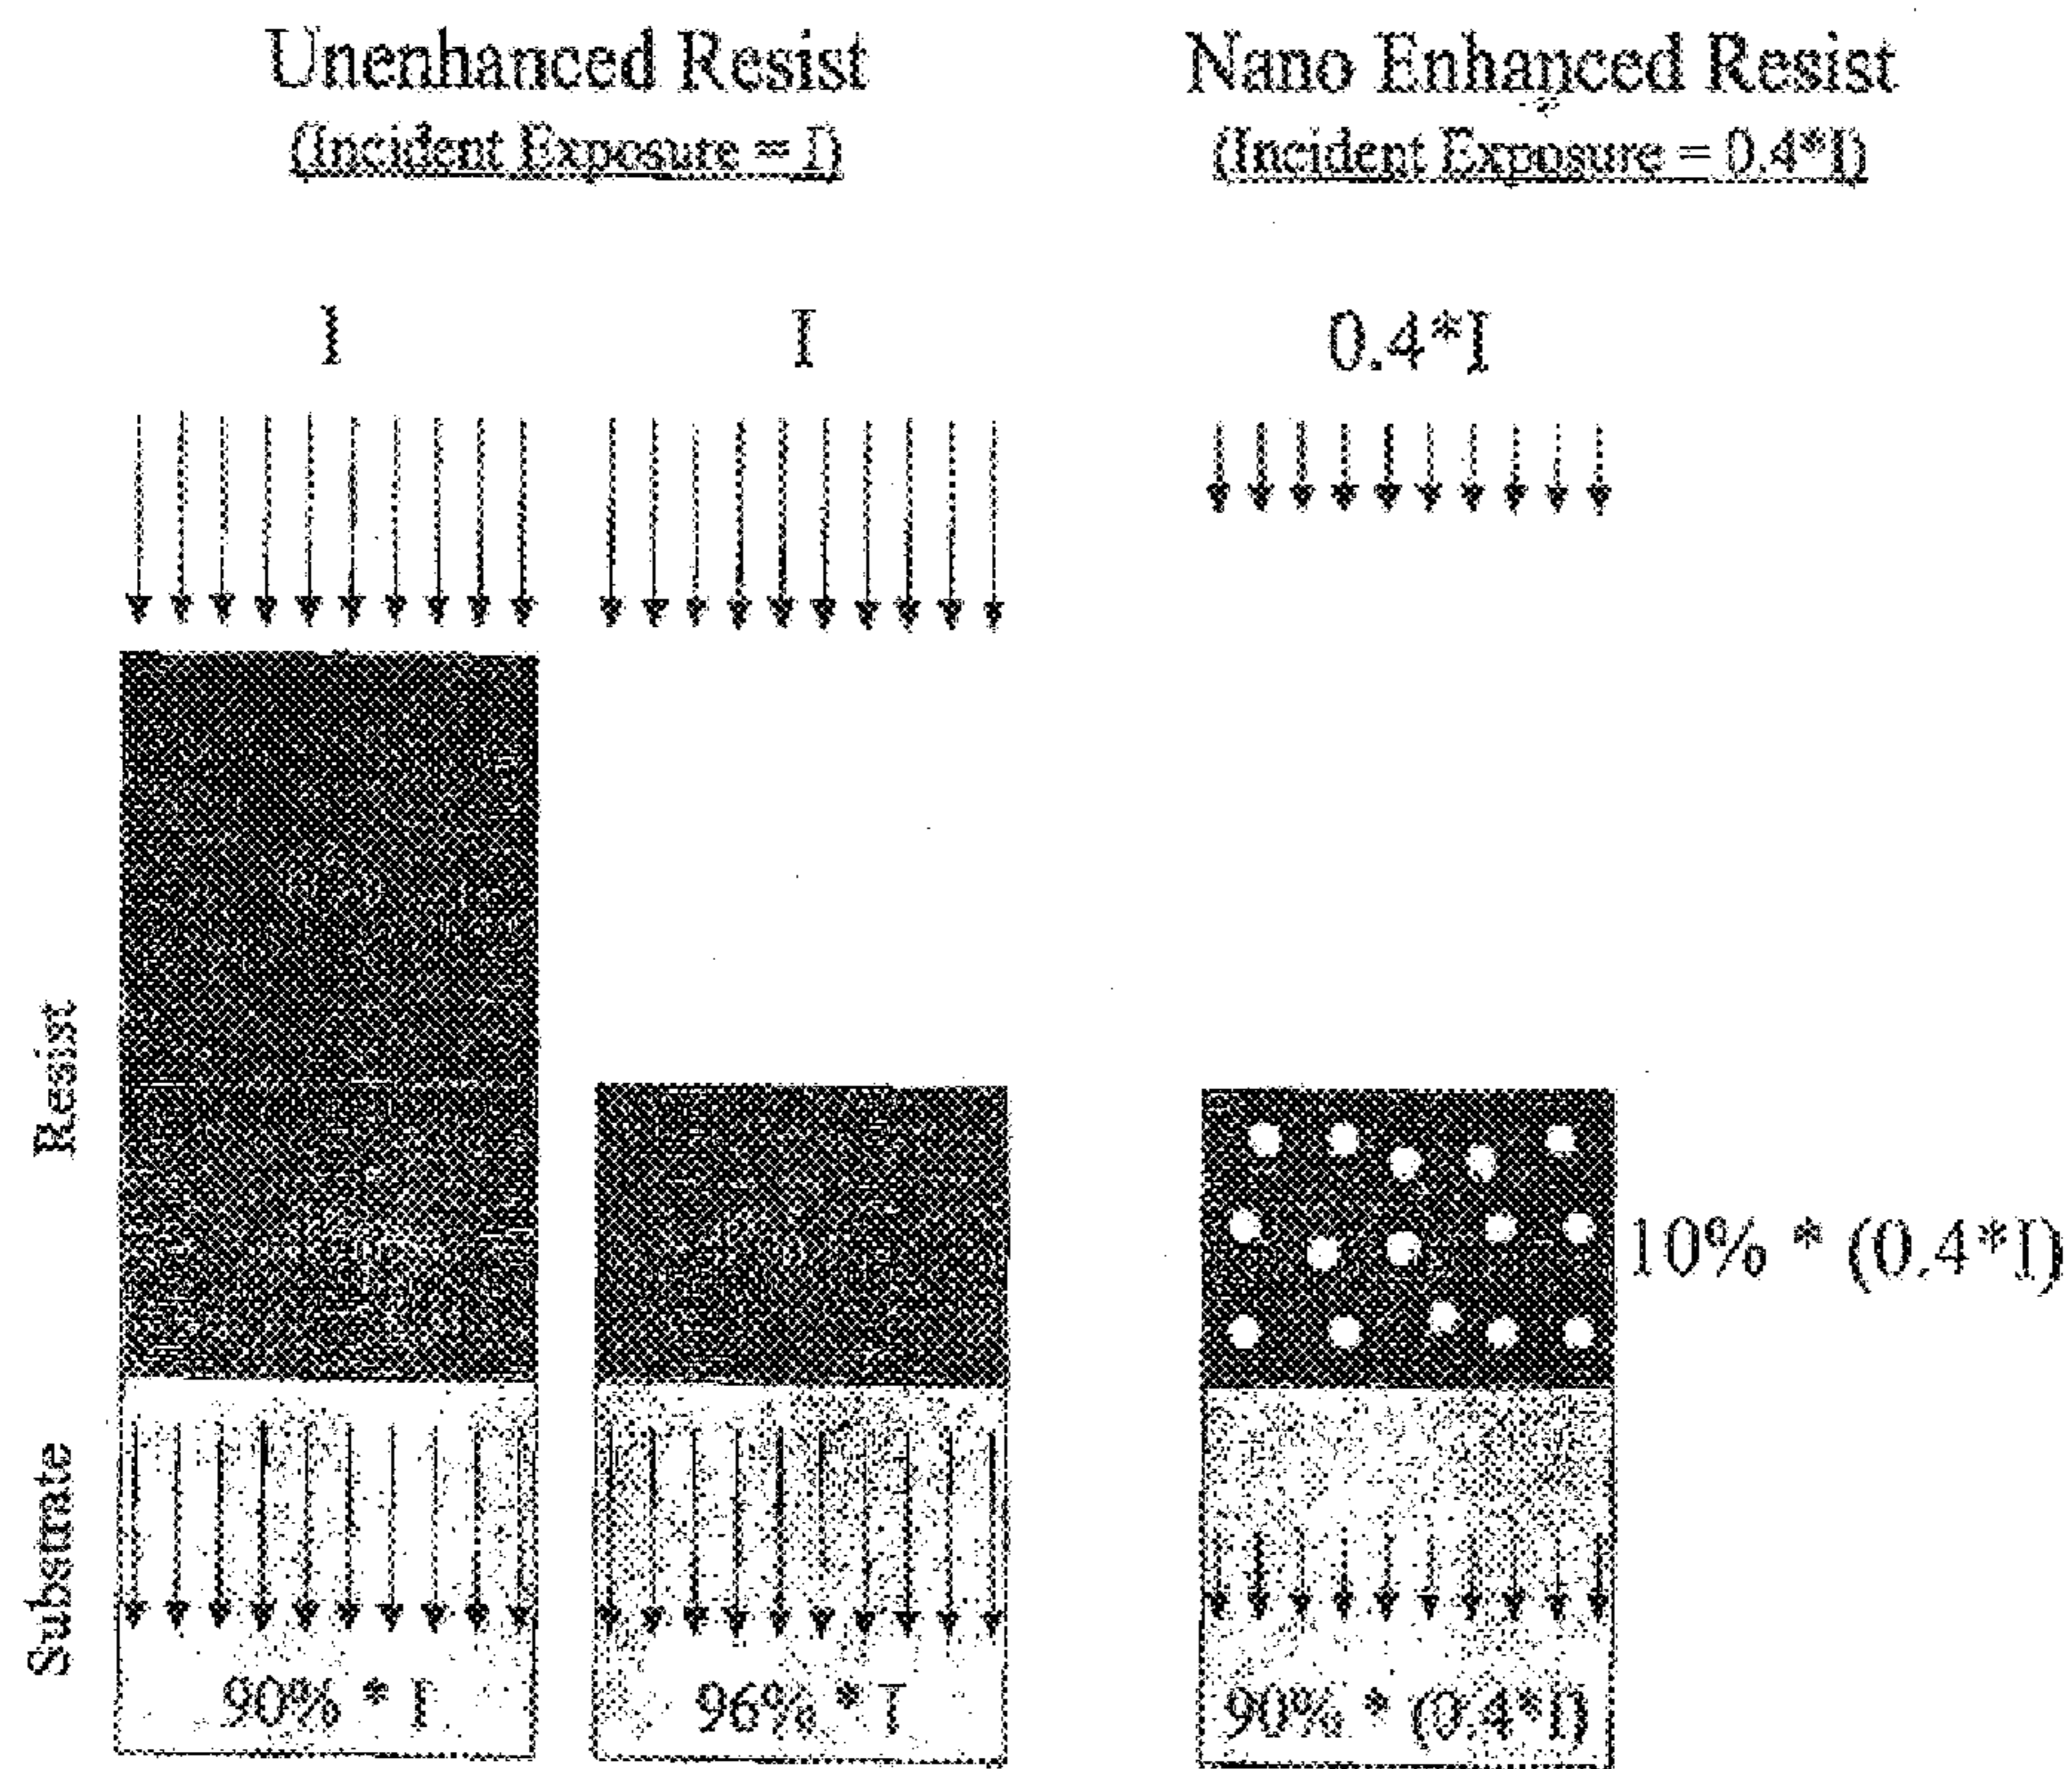 Unenhanced Resist
(Incident Exposure = I)
Nano Enhanced Resist
(Incident Exposure = 0.4*I)
I
I
0.4*I
Resist
10% * (0.4*I)
Substrate
90% * I
96% * I
90% * (0.4*I)